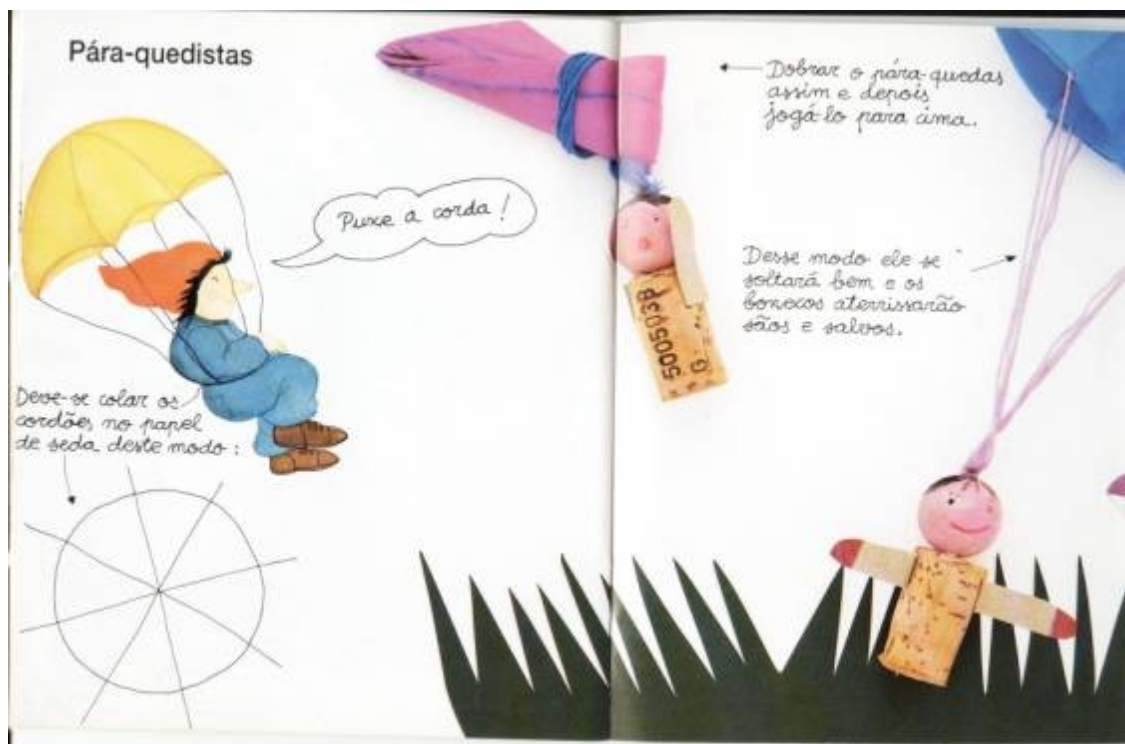 Pára-quedistas
Puxe a corda!
Deve-se colar os
cordões no papel
de seda deste modo:
Dobrar o pára-quedas
assim e depois
jogá-lo para cima.
Desse modo ele se
soltará bem e os
bonecos aterrissarão
sãos e salvos.
5005038
G